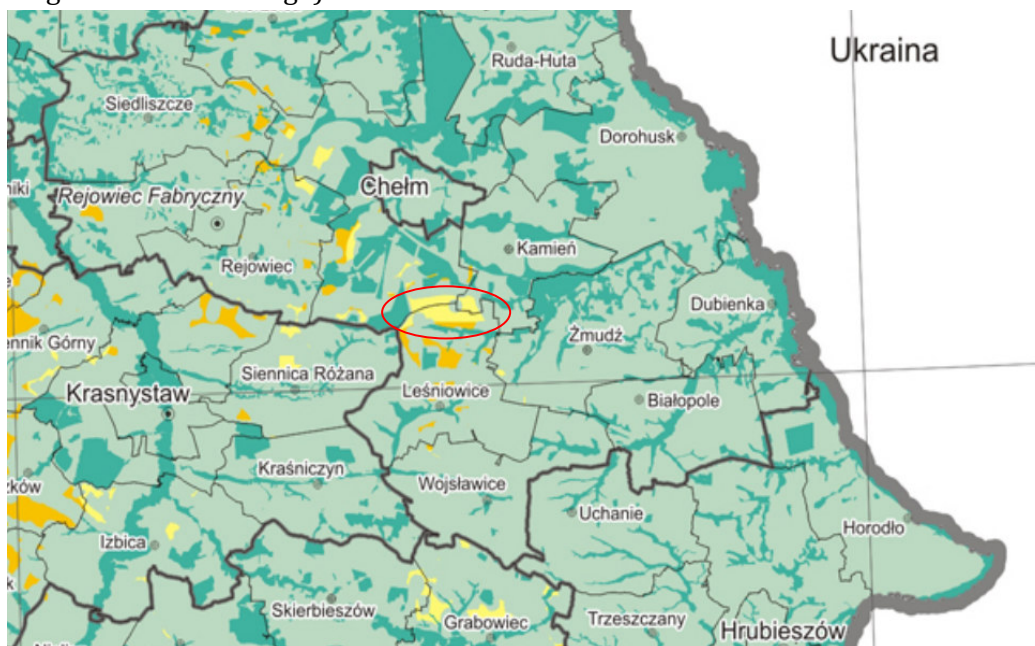 Ukraina
Ruda-Huta
Siedliszcze
Dorohusk
Chełm
Rejowiec Fabryczny
Kamień
Rejowiec
Dubienka
Żmudź
Górny
Siennica Różana
Krasnystaw
Leśniowice
Białopole
Kraśniczyn
Wojsławice
Uchanie
Horodło
Izbica
Skierbieszów
Grabowiec
Trzeszczany
Hrubieszów